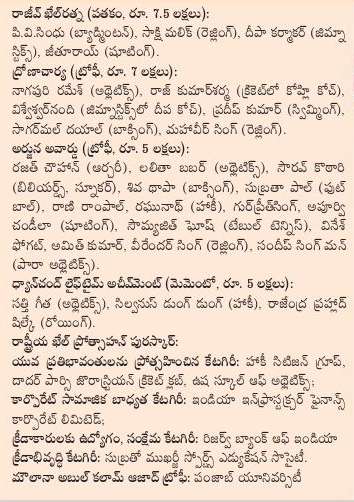 రాజీవ్ ఖేల్‌రత్న (పతకం, రూ. 7.5 లక్షలు):
పి.వి.సింధు (బ్యాడ్మింటన్), సాక్షి మలిక్ (రెజ్లింగ్), దీపా కర్మాకర్ (జిమ్నా
స్టిక్స్), జీతూరాయ్ (షూటింగ్).
ద్రోణాచార్య (ట్రోఫీ, రూ. 7 లక్షలు):
నాగపురి రమేశ్ (అథ్లెటిక్స్), రాజ్ కుమార్‌శర్మ (క్రికెట్‌లో కోహ్లి కోచ్),
విశ్వేశ్వర్‌నంది (జిమ్నాస్టిక్స్‌లో దీప కోచ్), ప్రదీప్ కుమార్ (స్విమ్మింగ్),
సాగర్‌మల్ దయాల్ (బాక్సింగ్), మహావీర్ సింగ్ (రెజ్లింగ్).
అర్జున అవార్డు (ట్రోఫీ, రూ. 5 లక్షలు):
రజత్ చౌహాన్ (ఆర్చరీ), లలితా బబర్ (అథ్లెటిక్స్), సౌరవ్ కొఠారి
(బిలియర్డ్స్, స్నూకర్), శివ థాపా (బాక్సింగ్), సుబ్రతా పాల్ (ఫుట్
బాల్), రాణి రాంపాల్, రఘునాథ్ (హాకీ), గుర్‌ప్రీత్‌సింగ్, అపూర్వి
చండీలా (షూటింగ్), సౌమ్యజిత్ ఘోష్ (టేబుల్ టెన్నిస్), వినేశ్
ఫోగట్, అమిత్ కుమార్, వీరేందర్ సింగ్ (రెజ్లింగ్), సందీప్ సింగ్ మన్
(పారా అథ్లెటిక్స్).
ధ్యాన్‌చంద్ లైఫ్‌టైమ్ అచీవ్‌మెంట్ (మెమెంటో, రూ. 5 లక్షలు):
సత్తి గీత (అథ్లెటిక్స్), సిల్వనుస్ డుంగ్ డుంగ్ (హాకీ), రాజేంద్ర ప్రహ్లాద్
షెల్కే (రోయింగ్).
రాష్ట్రీయ ఖేల్ ప్రోత్సాహన్ పురస్కార్:
యువ ప్రతిభావంతులను ప్రోత్సహించిన కేటగిరీ: హాకీ సిటిజన్ గ్రూప్,
దాదర్ పార్సి జొరాస్ట్రియన్ క్రికెట్ క్లబ్, ఉష స్కూల్ ఆఫ్ అథ్లెటిక్స్;
కార్పొరేట్ సామాజిక బాధ్యత కేటగిరీ: ఇండియా ఇన్‌ఫ్రాస్ట్రక్చర్ ఫైనాన్స్
కార్పొరేట్ లిమిటెడ్;
క్రీడాకారులకు ఉద్యోగం, సంక్షేమ కేటగిరీ: రిజర్వ్ బ్యాంక్ ఆఫ్ ఇండియా
క్రీడాభివృద్ధి కేటగిరీ: సుబ్రతో ముఖర్జీ స్పోర్ట్స్ ఎడ్యుకేషన్ సొసైటీ.
మౌలానా అబుల్ కలామ్ ఆజాద్ ట్రోఫీ: పంజాబ్ యూనివర్సిటీ